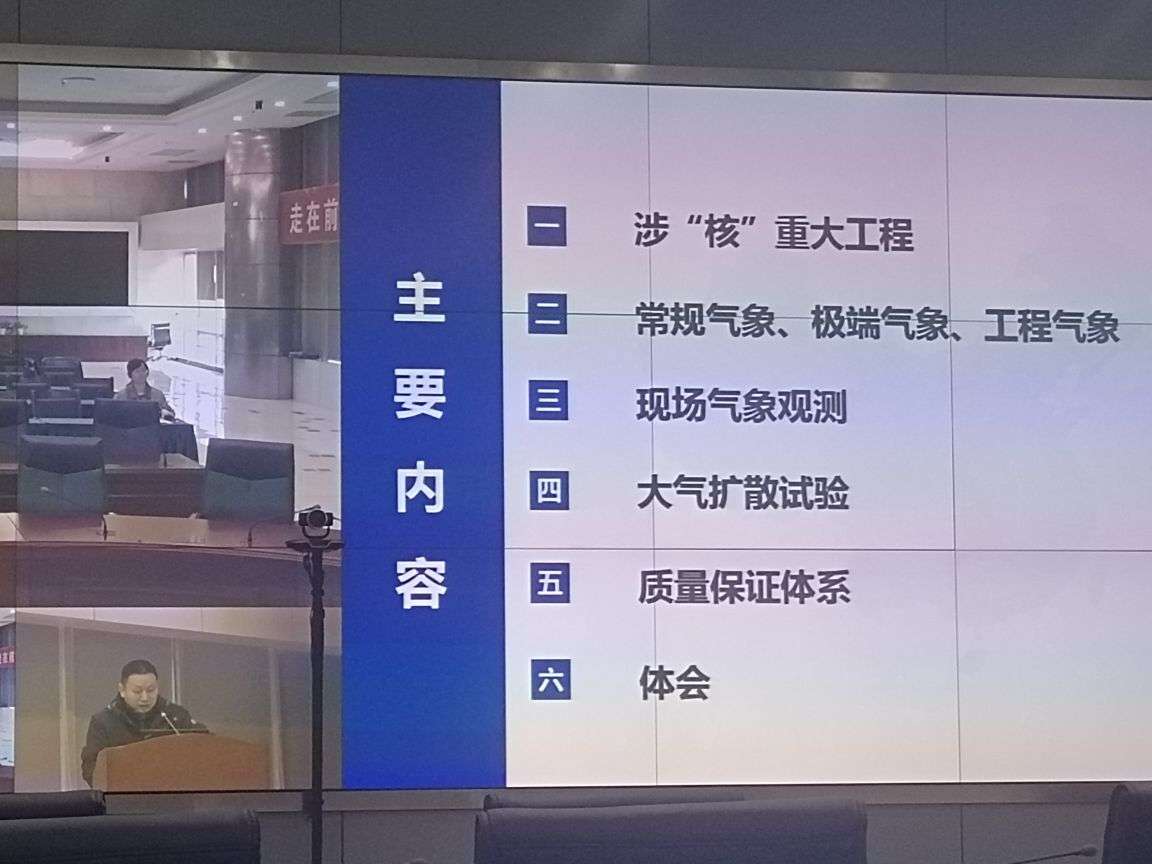 走在前
主要内容
一 涉“核”重大工程
二 常规气象、极端气象、工程气象
三 现场气象观测
四 大气扩散试验
五 质量保证体系
六 体会